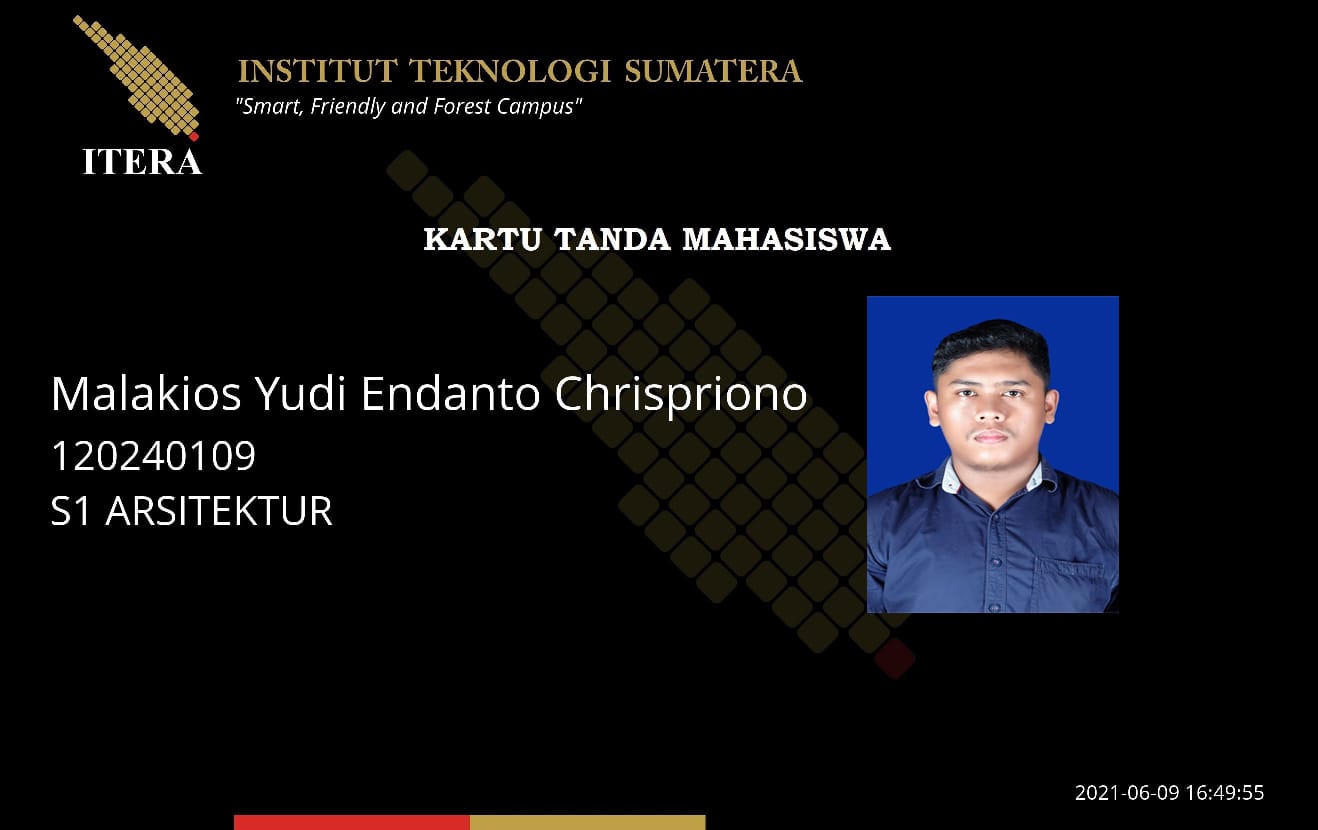 INSTITUT TEKNOLOGI SUMATERA
"Smart, Friendly and Forest Campus"
ITERA
KARTU TANDA MAHASISWA
Malakios Yudi Endanto Chrispriono
120240109
S1 ARSITEKTUR
2021-06-09 16:49:55